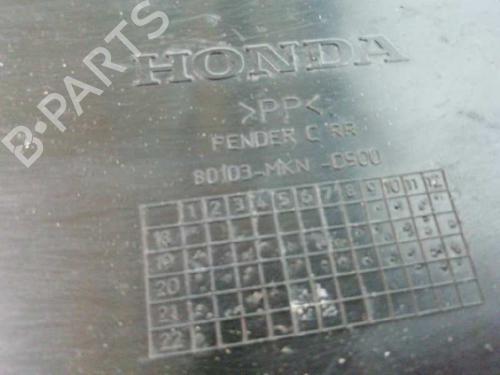 B-PARTS
HONDA
>PP<
FENDER C RR
80103-MKN -D500
1 2 3 4 5 6 7 8 9 10 11 12
18
19
20
21
22